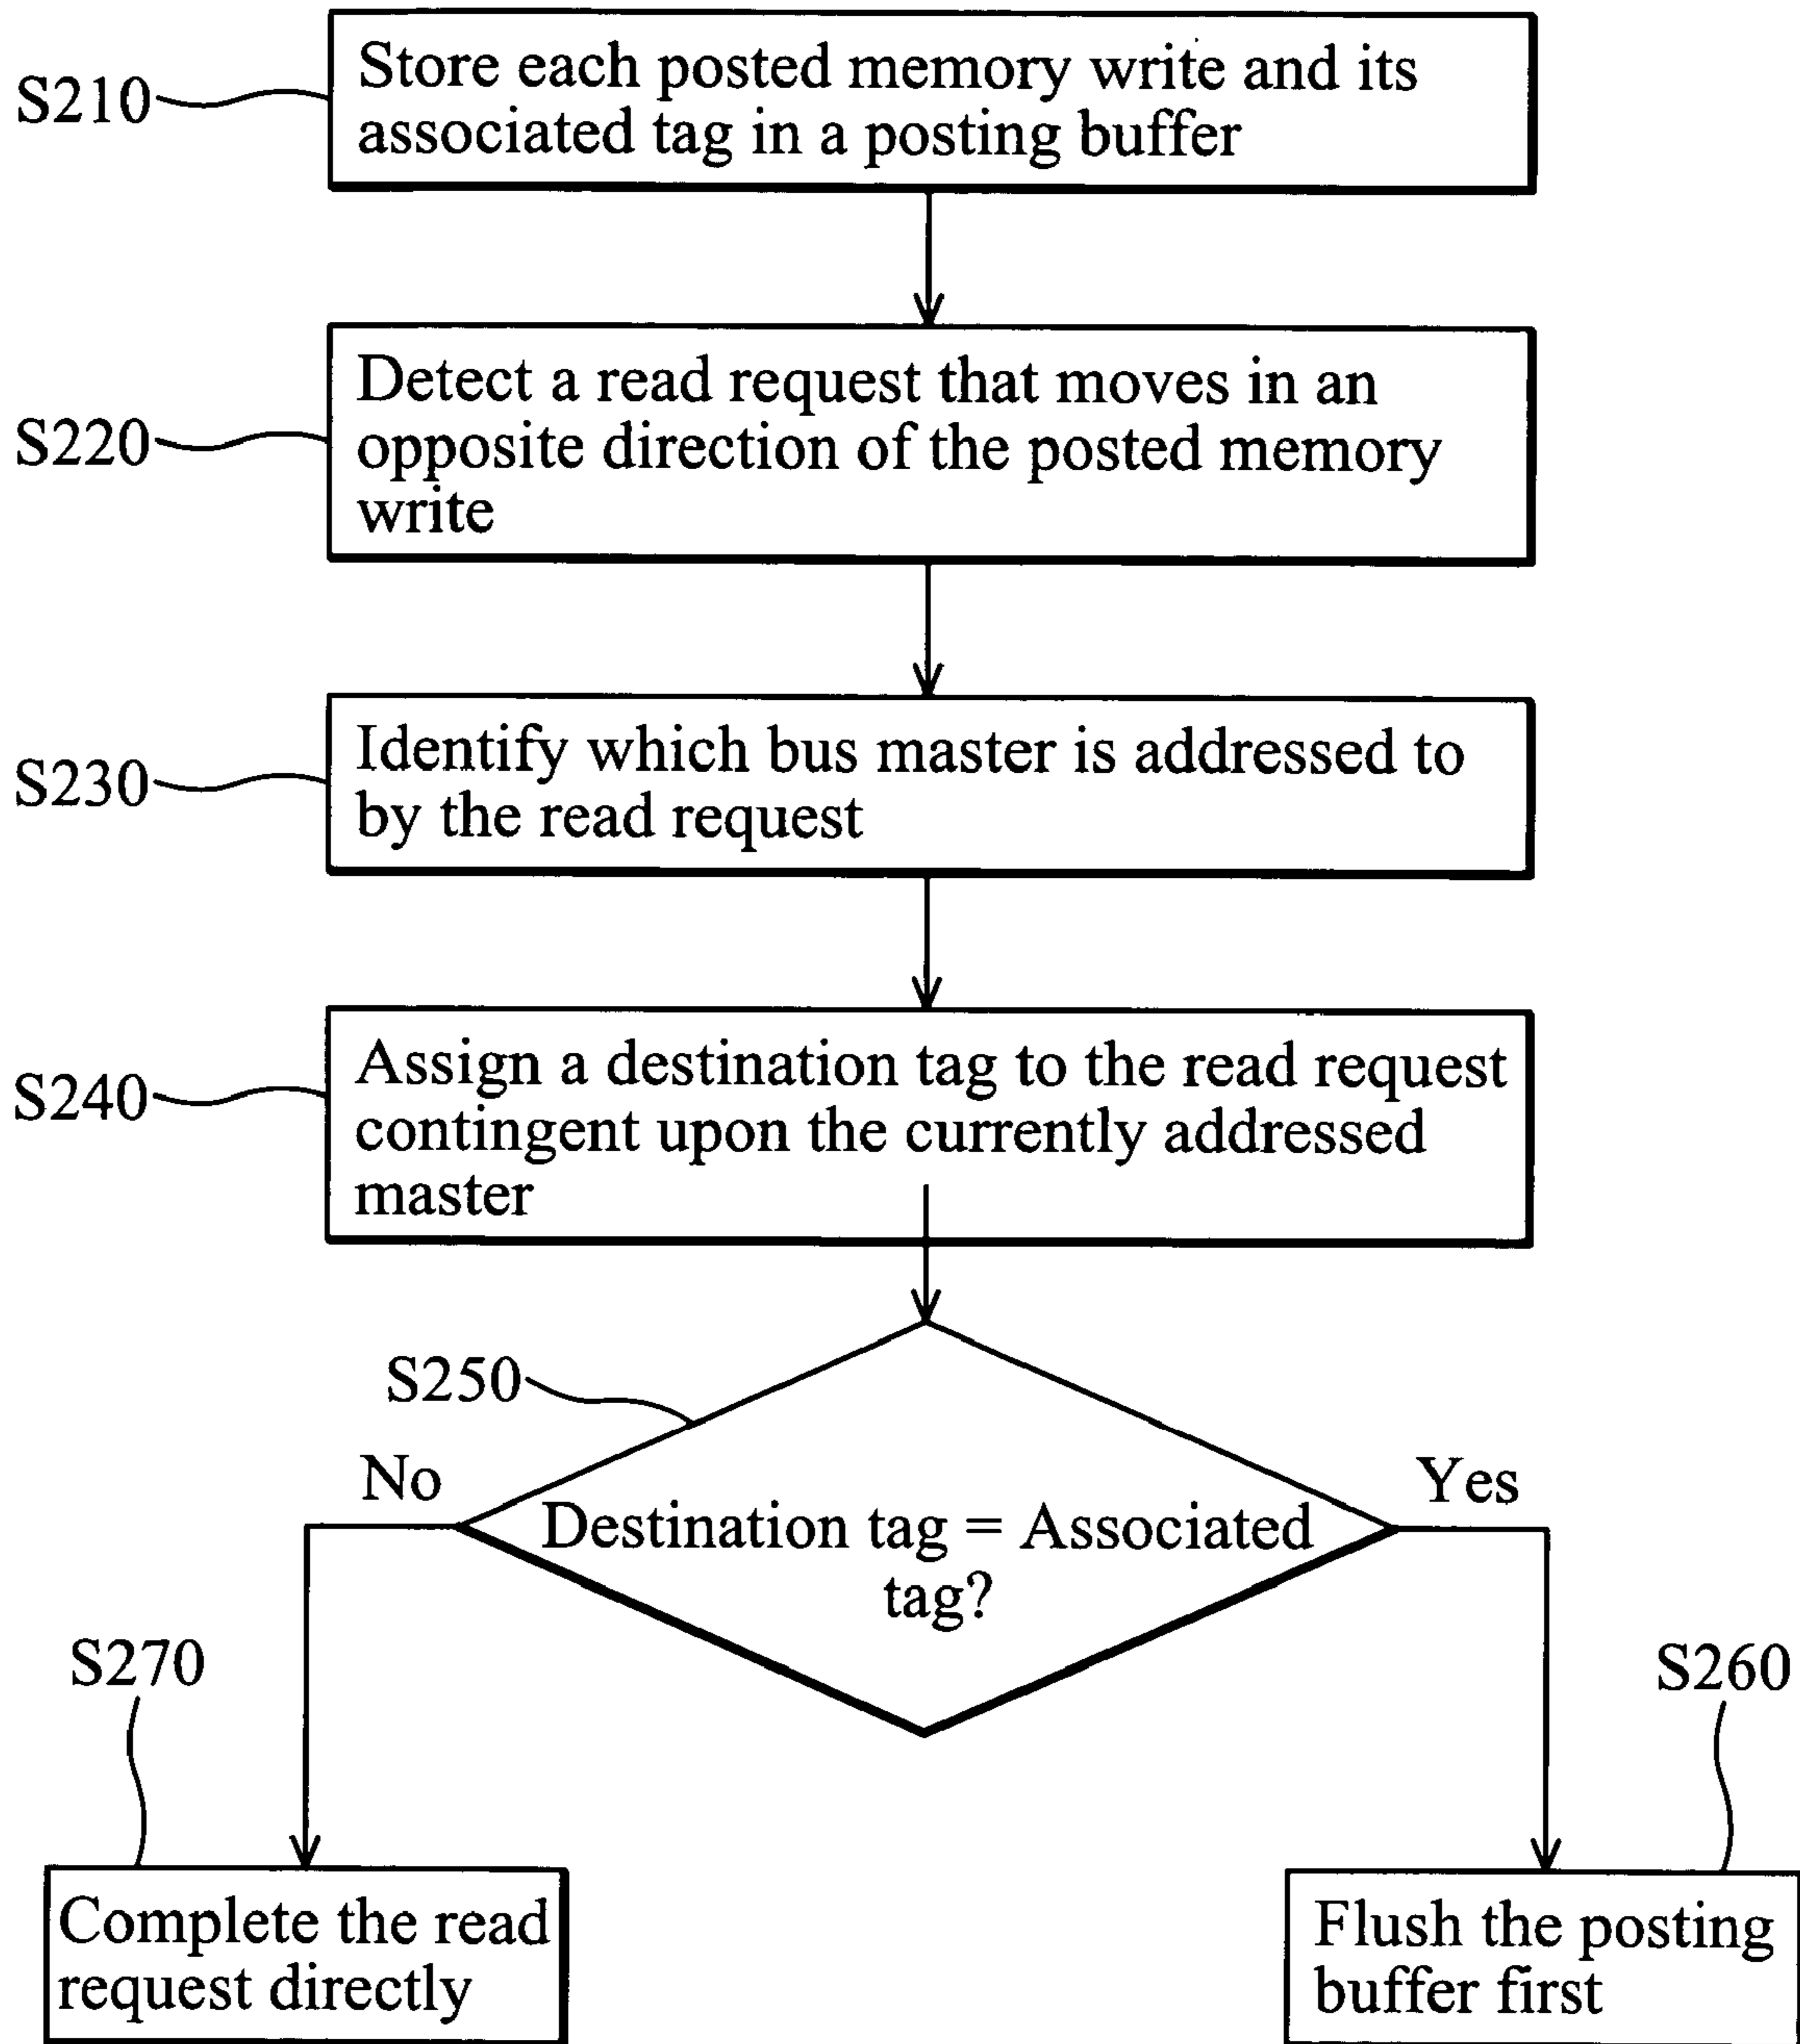 S210
Store each posted memory write and its
associated tag in a posting buffer
S220
Detect a read request that moves in an
opposite direction of the posted memory
write
S230
Identify which bus master is addressed to
by the read request
S240
Assign a destination tag to the read request
contingent upon the currently addressed
master
S250
No
Yes
Destination tag = Associated
tag?
S270
S260
Complete the read
request directly
Flush the posting
buffer first